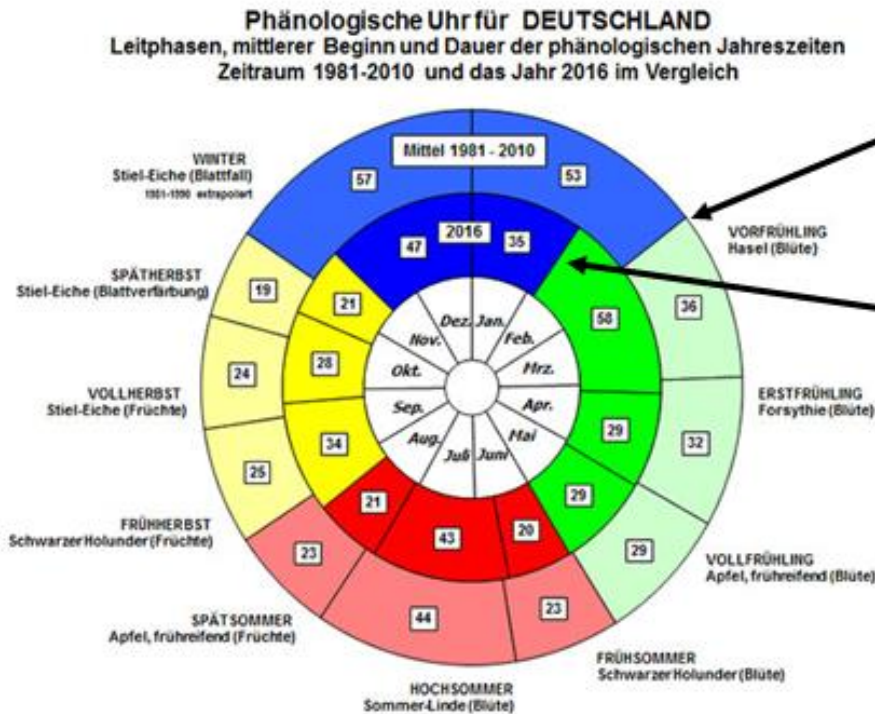 Phänologische Uhr für DEUTSCHLAND
Leitphasen, mittlerer Beginn und Dauer der phänologischen Jahreszeiten
Zeitraum 1981-2010 und das Jahr 2016 im Vergleich
WINTER
Stiel-Eiche (Blattfall)
1981-1990 extrapoliert
Mittel 1981 - 2010
57
53
VORFRÜHLING
Hasel (Blüte)
2016
47
35
SPÄTHERBST
Stiel-Eiche (Blattverfärbung)
19
21
58
36
Dez.
Jan.
Nov.
Feb.
Okt.
Mrz.
Sep.
Apr.
Aug.
Mai
Juli
Juni
24
28
VOLLHERBST
Stiel-Eiche (Früchte)
ERSTFRÜHLING
Forsythie (Blüte)
29
32
34
25
21
43
20
29
FRÜHHERBST
Schwarzer Holunder (Früchte)
23
44
23
29
VOLLFRÜHLING
Apfel, frühreifend (Blüte)
SPÄTSOMMER
Apfel, frühreifend (Früchte)
FRÜHSOMMER
Schwarzer Holunder (Blüte)
HOCHSOMMER
Sommer-Linde (Blüte)